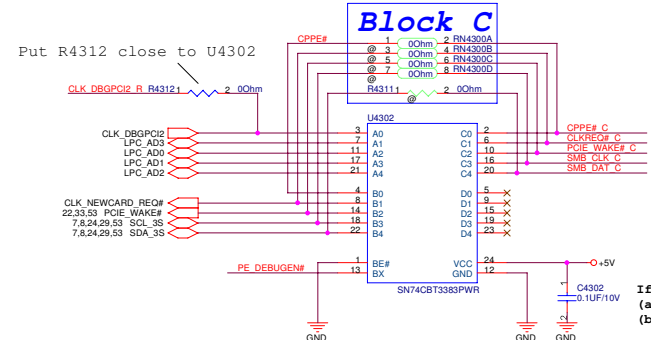 Block C
Put R4312 close to U4302
CPPE#
1 2 RN4300A
0Ohm
@ 3 4 RN4300B
0Ohm
@ 5 6 RN4300C
0Ohm
@ 7 8 RN4300D
0Ohm
@
CLK_DBGPCI2_R R4312 1 2 0Ohm
R4311 1 2 0Ohm
@
U4302
CLK_DBGPCI2 3 A0 C0 2 CPPE#_C
LPC_AD3 7 A1 C1 6 CLKREQ#_C
LPC_AD0 11 A2 C2 10 PCIE_WAKE#_C
LPC_AD1 17 A3 C3 16 SMB_CLK_C
LPC_AD2 21 A4 C4 20 SMB_DAT_C
4 B0 D0 5
CLK_NEWCARD_REQ# 8 B1 D1 9
22,33,53 PCIE_WAKE# 14 B2 D2 15
7,8,24,29,53 SCL_3S 18 B3 D3 19
7,8,24,29,53 SDA_3S 22 B4 D4 23
1 BE# VCC 24 +5V
PE_DEBUGEN# 13 BX GND 12
SN74CBT3383PWR
1 C4302
0.1UF/10V
2
If
(a
(b
GND
GND
GND